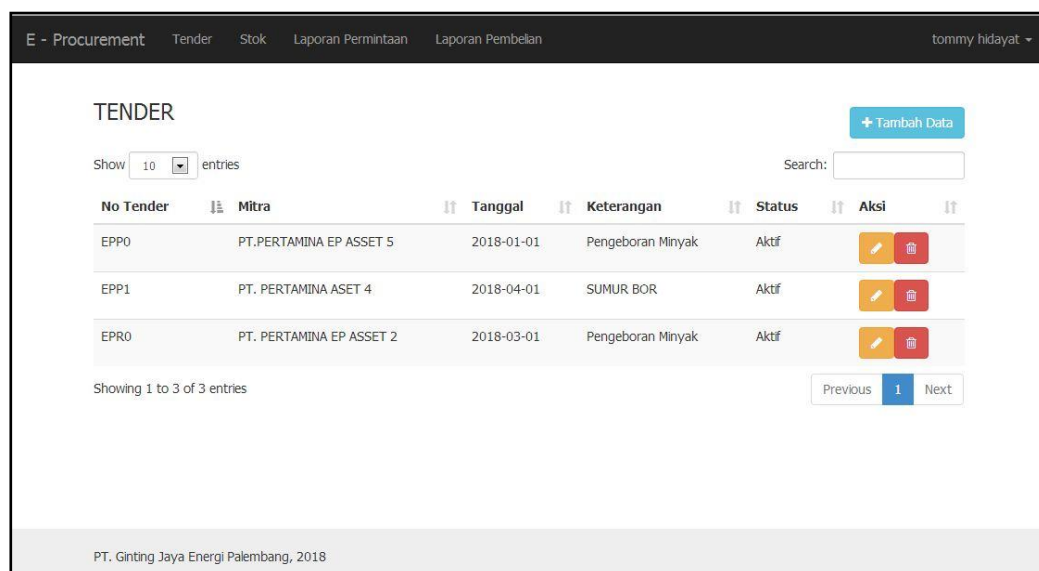 E - Procurement Tender Stok Laporan Permintaan Laporan Pembelian tommy hidayat
TENDER
+ Tambah Data
Show 10 entries Search:
No Tender Mitra Tanggal Keterangan Status Aksi
EPP0 PT.PERTAMINA EP ASSET 5 2018-01-01 Pengeboran Minyak Aktif
EPP1 PT. PERTAMINA ASET 4 2018-04-01 SUMUR BOR Aktif
EPR0 PT. PERTAMINA EP ASSET 2 2018-03-01 Pengeboran Minyak Aktif
Showing 1 to 3 of 3 entries Previous 1 Next
PT. Ginting Jaya Energi Palembang, 2018